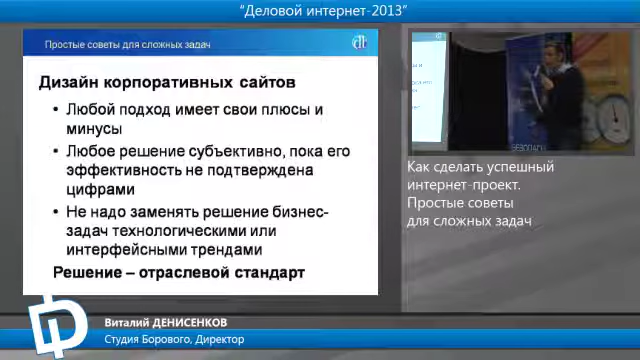 "Деловой интернет-2013"
Простые советы для сложных задач
Дизайн корпоративных сайтов
• Любой подход имеет свои плюсы и
минусы
• Любое решение субъективно, пока его
эффективность не подтверждена
цифрами
• Не надо заменять решение бизнес-
задач технологическими или
интерфейсными трендами
Решение – отраслевой стандарт
Как сделать успешный
интернет-проект.
Простые советы
для сложных задач
Виталий ДЕНИСЕНКОВ
Студия Борового, Директор